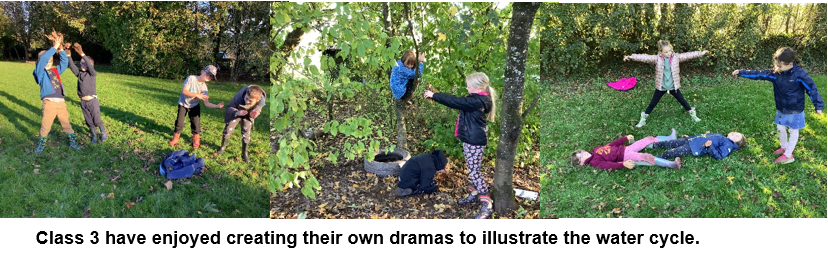 Class 3 have enjoyed creating their own dramas to illustrate the water cycle.